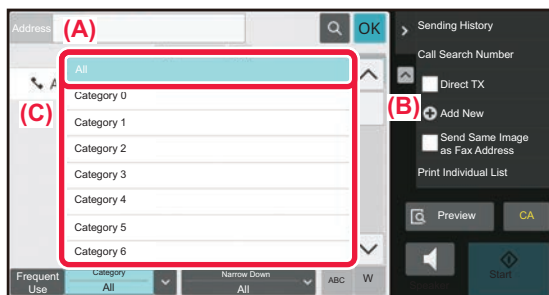 Address
(A)
OK
All
A
(C)
Category 0
Category 1
Category 2
Category 3
Category 4
Category 5
Category 6
Frequent
Use
Category
All
Narrow Down
All
ABC
W
Sending History
Call Search Number
Direct TX
(B)
Add New
Send Same Image
as Fax Address
Print Individual List
Preview
CA
Speaker
Start